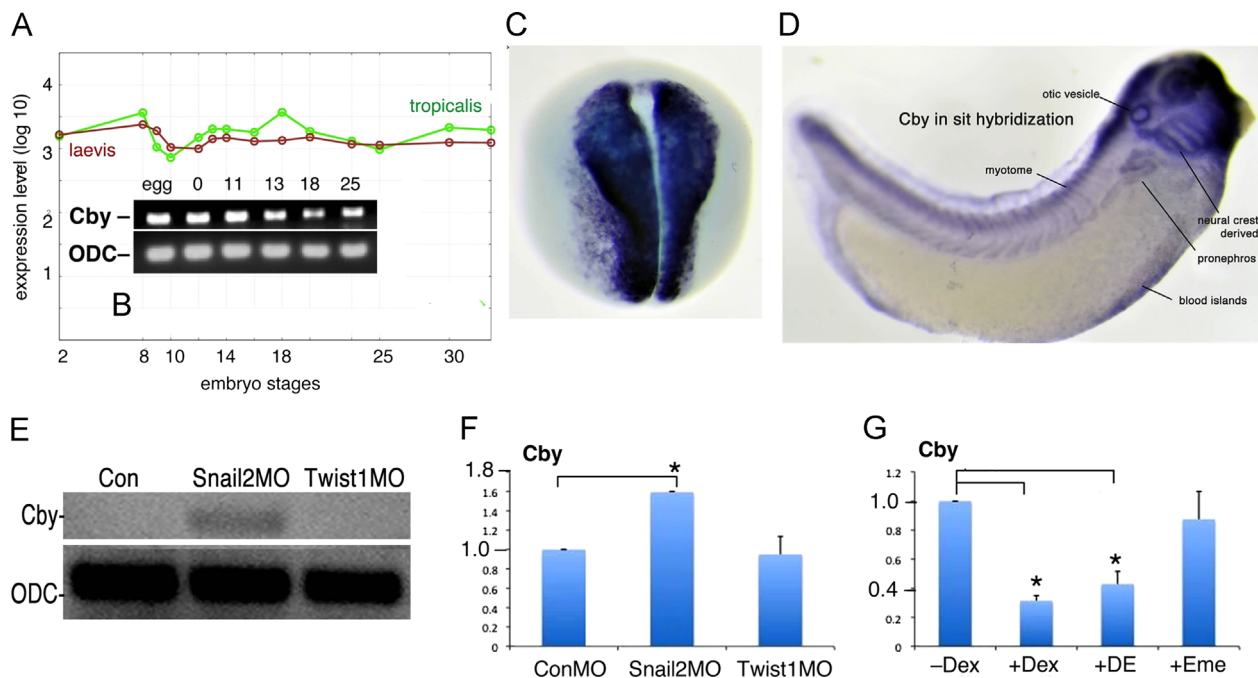 A
exxpression level (log 10)
4
3
2
1
tropicalis
laevis
egg 0 11 13 18 25
Cby –
ODC–
B
2 8 10 14 18 25 30
embryo stages
C
D
Cby in sit hybridization
otic vesicle
myotome
neural crest
derived
pronephros
blood islands
E
Con Snail2MO Twist1MO
Cby-
ODC-
F
Cby
1.8
1.6
1.4
1.2
1.0
0.8
0.6
0.4
0.2
0
*
ConMO Snail2MO Twist1MO
G
Cby
1.2
1.0
0.8
0.6
0.4
0.2
0
* *
–Dex +Dex +DE +Eme